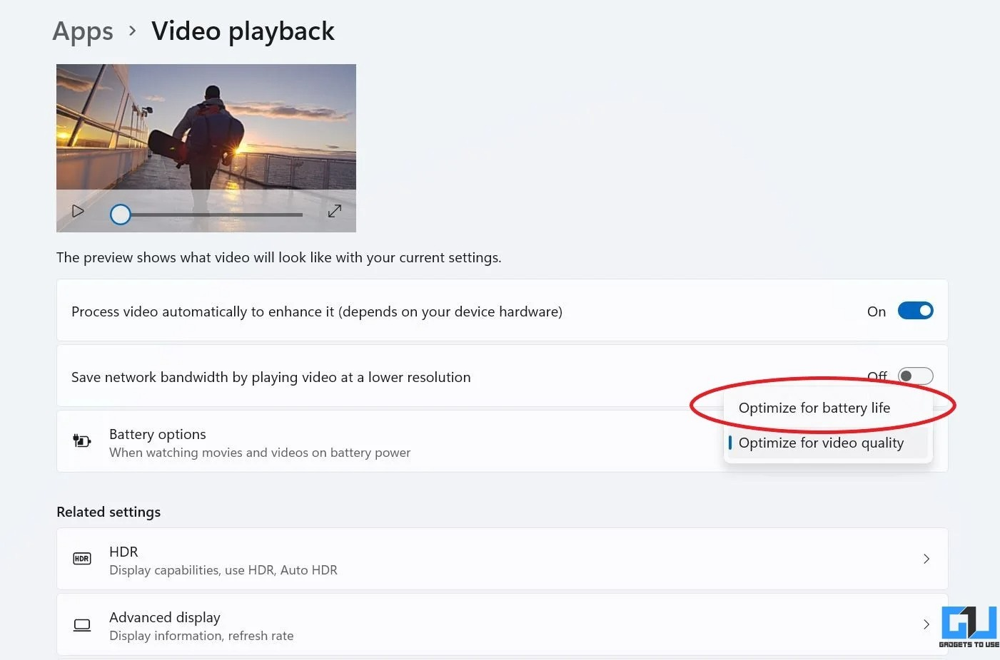 Apps > Video playback
The preview shows what video will look like with your current settings.
Process video automatically to enhance it (depends on your device hardware)
On
Save network bandwidth by playing video at a lower resolution
Off
Optimize for battery life
Battery options
When watching movies and videos on battery power
Optimize for video quality
Related settings
HDR
HDR
Display capabilities, use HDR, Auto HDR
Advanced display
Display information, refresh rate
GU
GADGETS TO USE